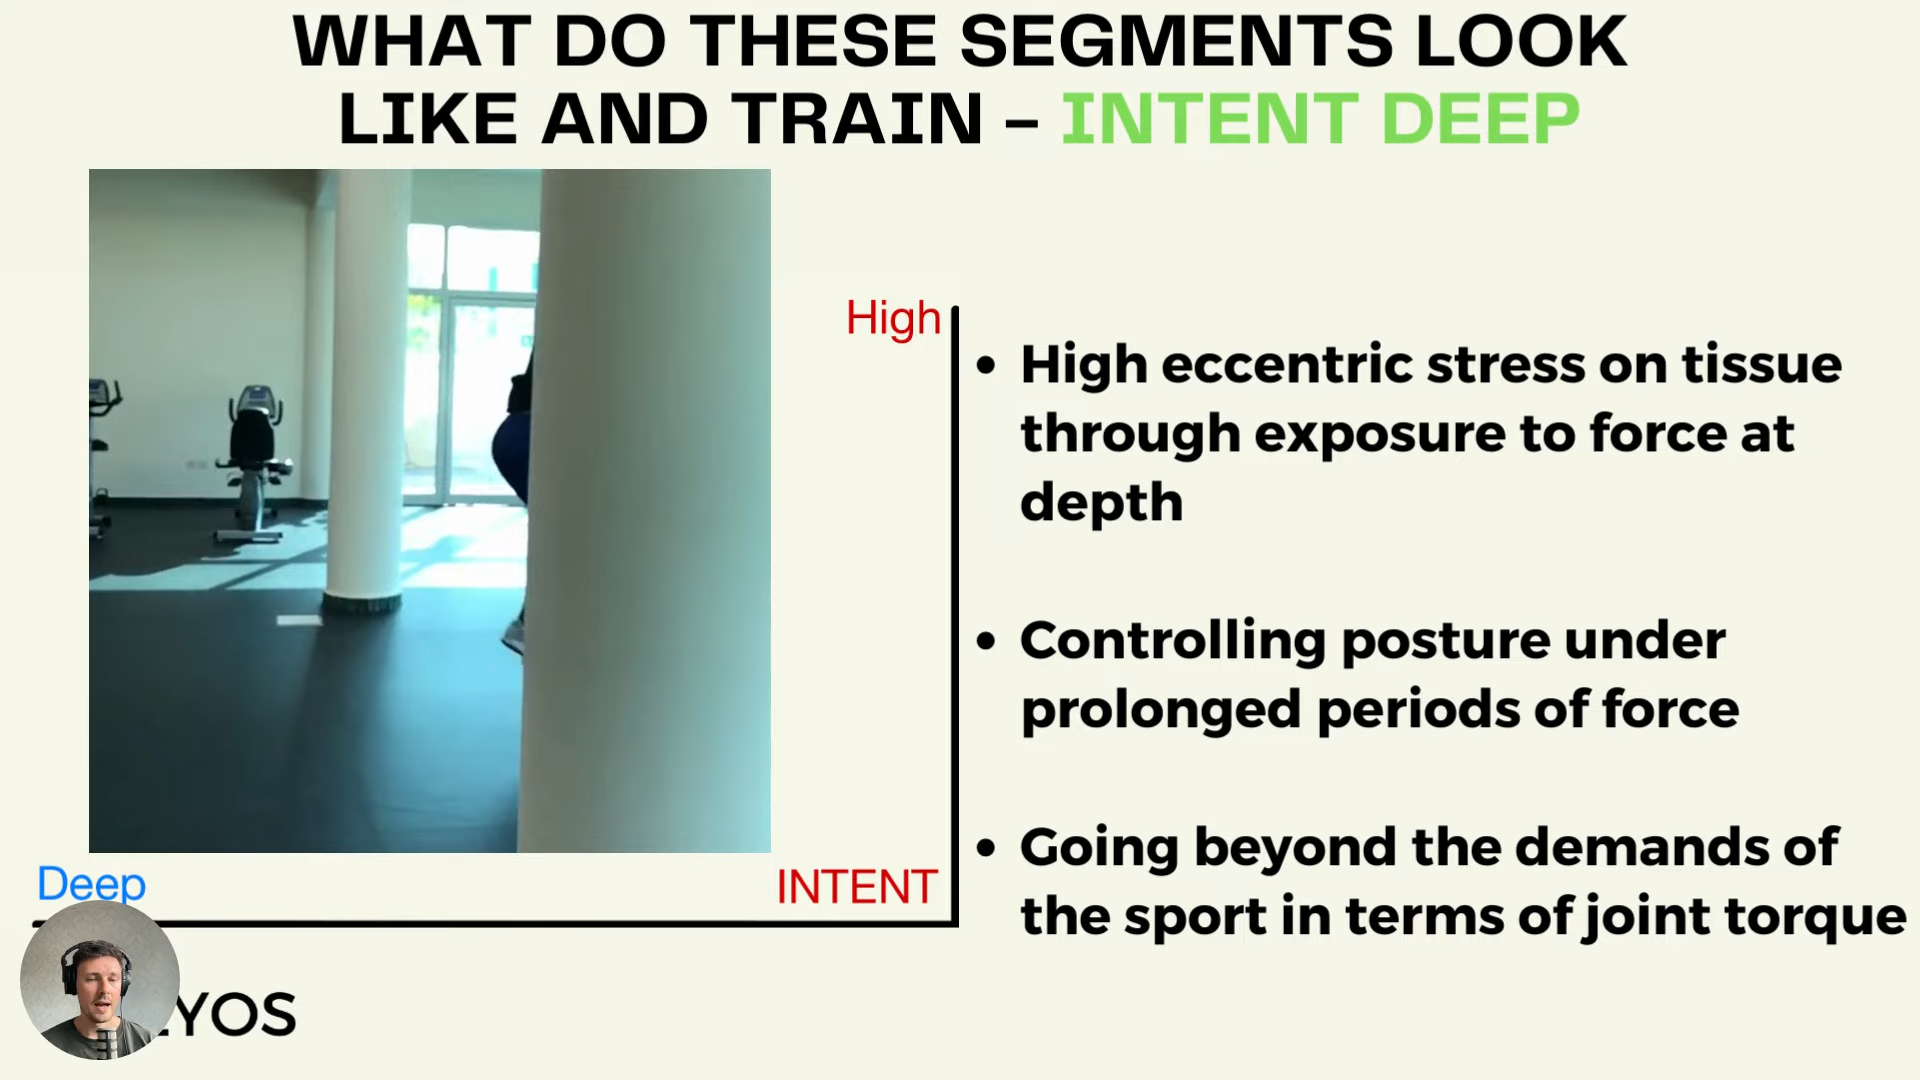 WHAT DO THESE SEGMENTS LOOK
LIKE AND TRAIN – INTENT DEEP
High
• High eccentric stress on tissue
through exposure to force at
depth
• Controlling posture under
prolonged periods of force
• Going beyond the demands of
the sport in terms of joint torque
Deep
INTENT